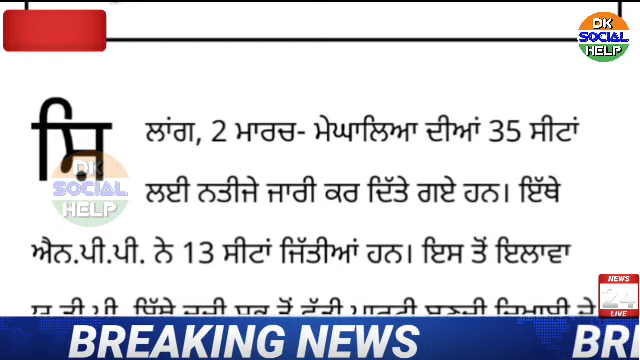 DK
SOCIAL
HELP
ਸ਼ਿਲਾਂਗ, 2 ਮਾਰਚ- ਮੇਘਾਲਿਆ ਦੀਆਂ 35 ਸੀਟਾਂ
DK
SOCIAL
HELP
ਲਈ ਨਤੀਜੇ ਜਾਰੀ ਕਰ ਦਿੱਤੇ ਗਏ ਹਨ। ਇੱਥੇ
ਐਨ.ਪੀ.ਪੀ. ਨੇ 13 ਸੀਟਾਂ ਜਿੱਤੀਆਂ ਹਨ। ਇਸ ਤੋਂ ਇਲਾਵਾ
NEWS
24
LIVE
BREAKING NEWS
BR